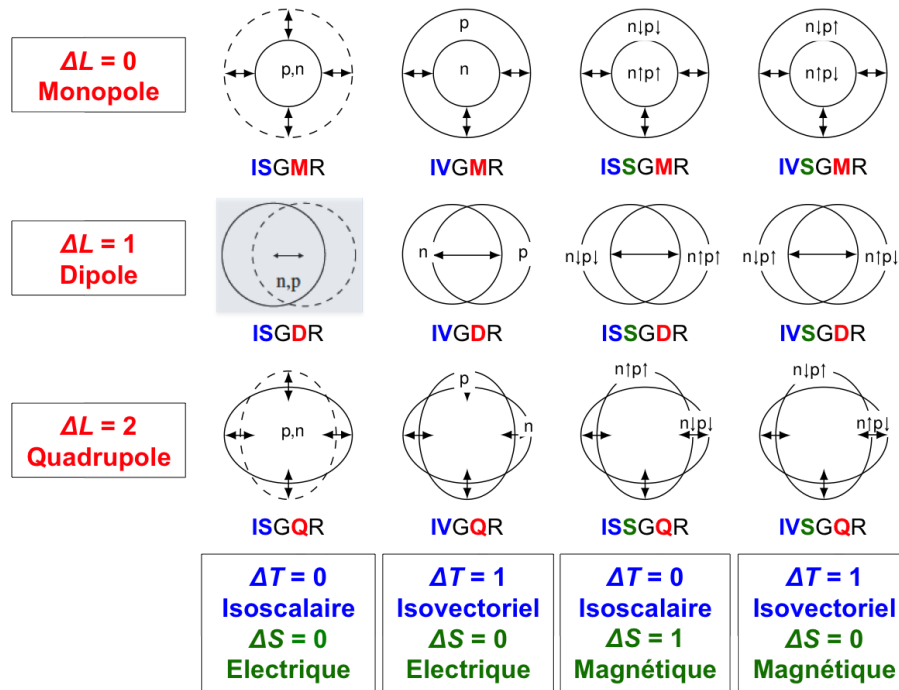 ΔL = 0
Monopole
p,n
p
n
n↓p↓
n↑p↑
n↓p↑
n↑p↓
ISGMR
IVGMR
ISSGMR
IVSGMR
ΔL = 1
Dipole
n,p
n
p
n↓p↓
n↑p↑
n↓p↑
n↑p↓
ISGDR
IVGDR
ISSGDR
IVSGDR
ΔL = 2
Quadrupole
p,n
p
n
n↑p↑
n↓p↓
n↓p↑
n↑p↓
ISGQR
IVGQR
ISSGQR
IVSGQR
ΔT = 0
Isoscalaire
ΔS = 0
Electrique
ΔT = 1
Isovectoriel
ΔS = 0
Electrique
ΔT = 0
Isoscalaire
ΔS = 1
Magnétique
ΔT = 1
Isovectoriel
ΔS = 0
Magnétique